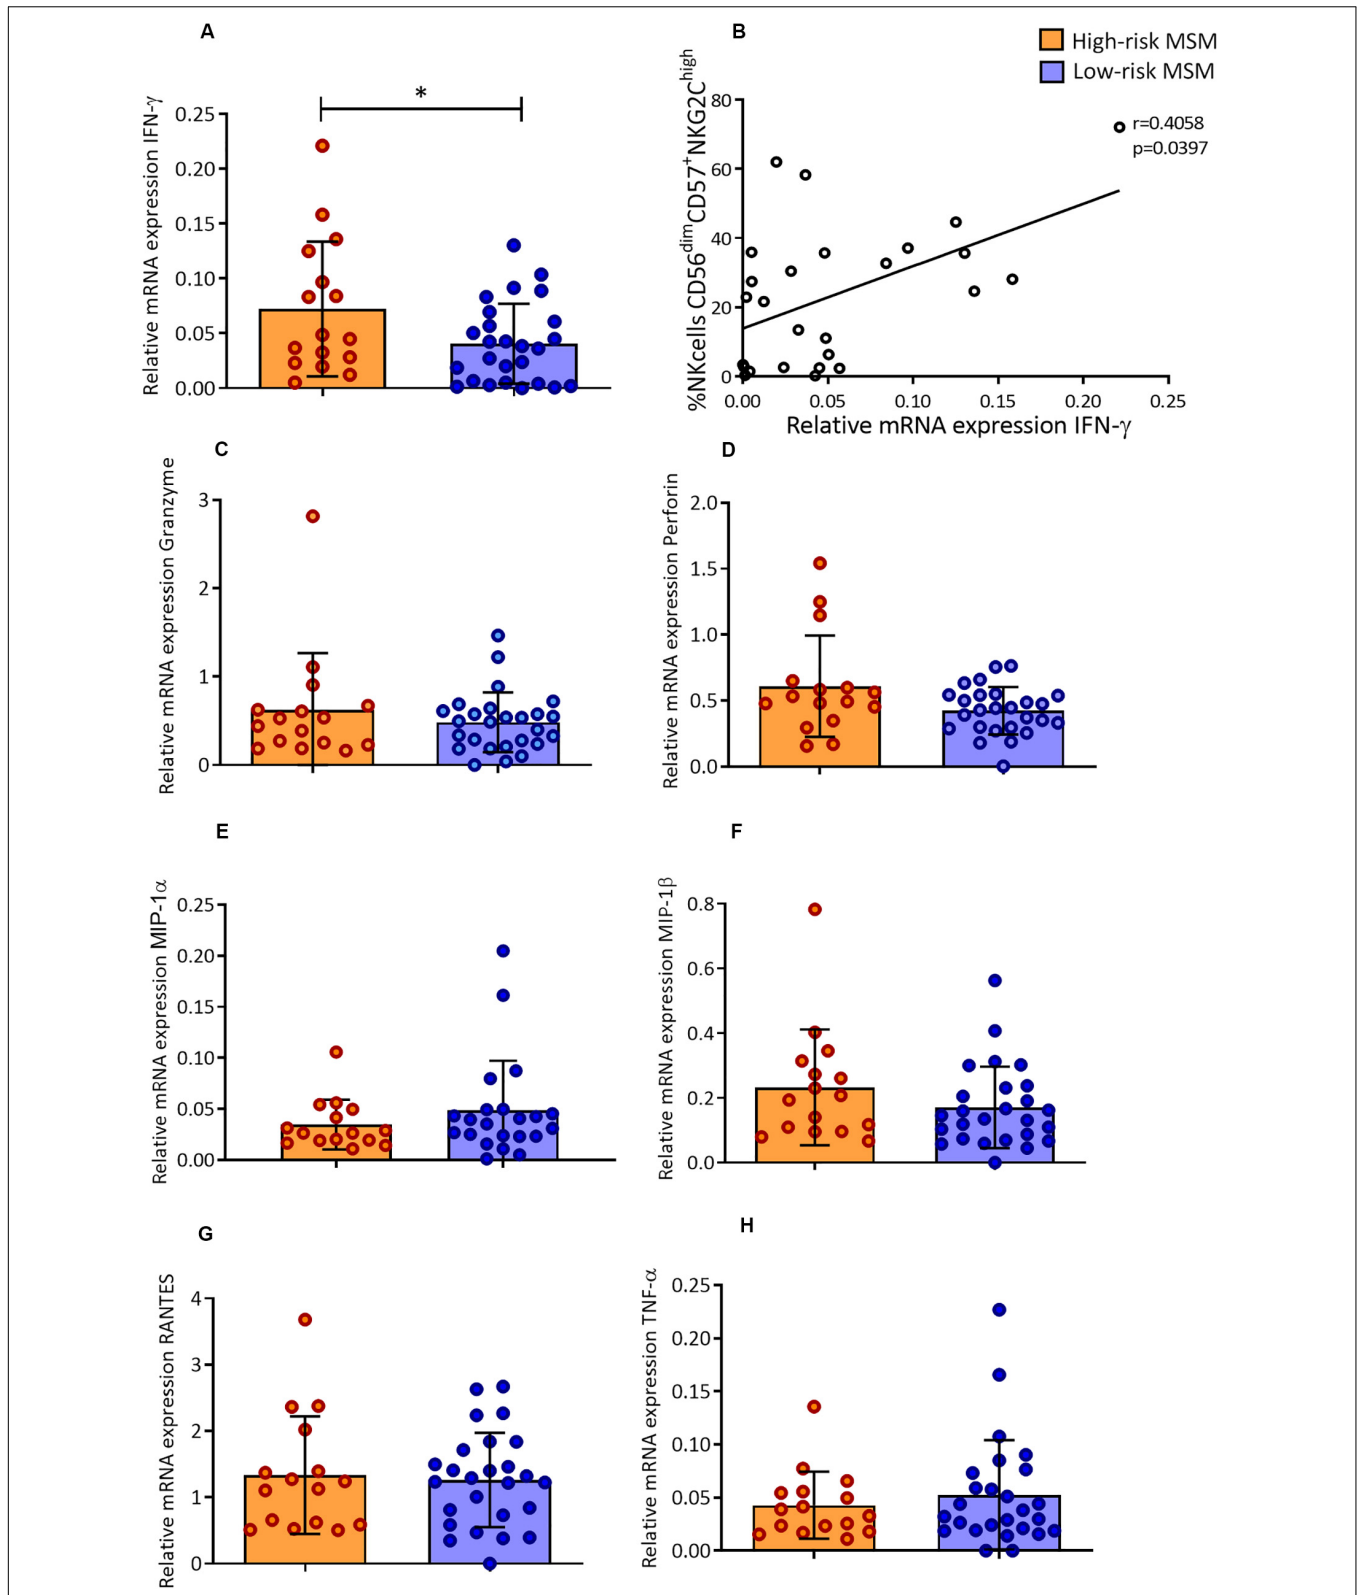 A
B
High-risk MSM
Low-risk MSM
*
Relative mRNA expression IFN-γ
0.25
0.20
0.15
0.10
0.05
0.00
%NKcells CD56dimCD57+NKG2Chigh
80
60
40
20
0
r=0.4058
p=0.0397
0.00 0.05 0.10 0.15 0.20 0.25
Relative mRNA expression IFN-γ
C
D
Relative mRNA expression Granzyme
3
2
1
0
Relative mRNA expression Perforin
2.0
1.5
1.0
0.5
0.0
E
F
Relative mRNA expression MIP-1α
0.25
0.20
0.15
0.10
0.05
0.00
Relative mRNA expression MIP-1β
0.8
0.6
0.4
0.2
0.0
G
H
Relative mRNA expression RANTES
4
3
2
1
0
Relative mRNA expression TNF-α
0.25
0.20
0.15
0.10
0.05
0.00